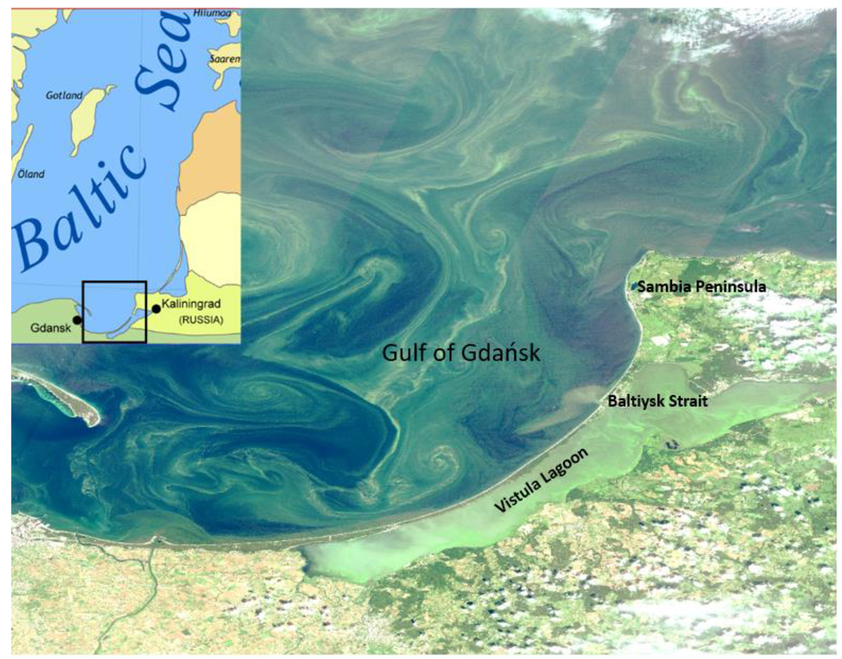 Hiiumaa
Sea
Saarem
Gotland
Öland
Baltic
Kaliningrad
(RUSSIA)
Gdansk
Sambia Peninsula
Gulf of Gdańsk
Baltiysk Strait
Vistula Lagoon